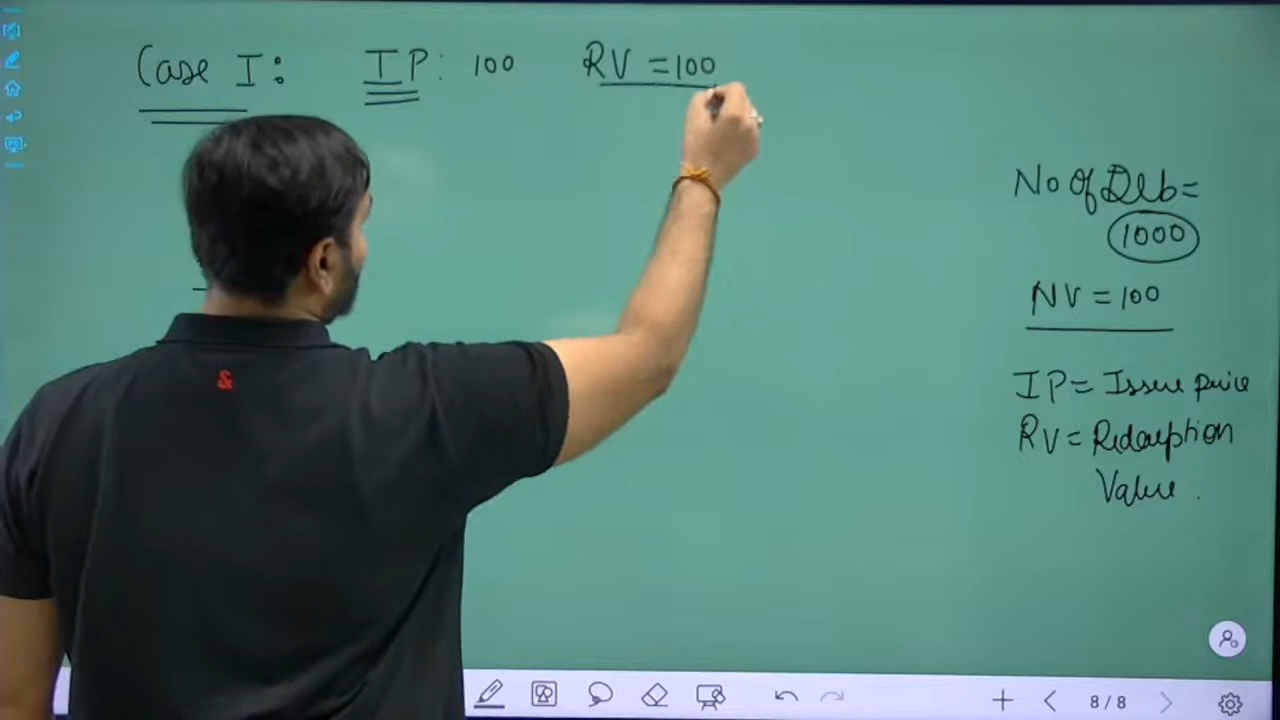 Case I: IP: 100 RV = 100
No Of Deb =
1000
NV = 100
IP = Issue price
RV = Redemption
Value.
&
8/8